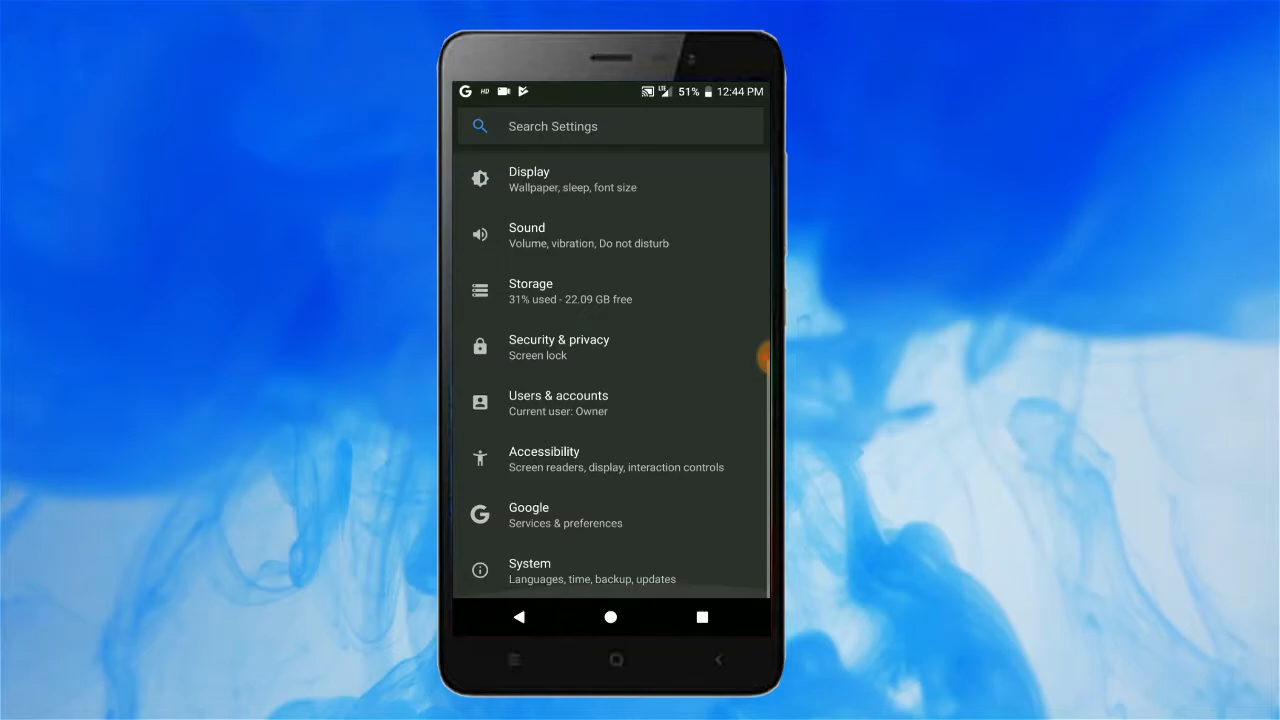 G HD LTE 51% 12:44 PM
Search Settings
Display
Wallpaper, sleep, font size
Sound
Volume, vibration, Do not disturb
Storage
31% used - 22.09 GB free
Security & privacy
Screen lock
Users & accounts
Current user: Owner
Accessibility
Screen readers, display, interaction controls
G
Google
Services & preferences
System
Languages, time, backup, updates